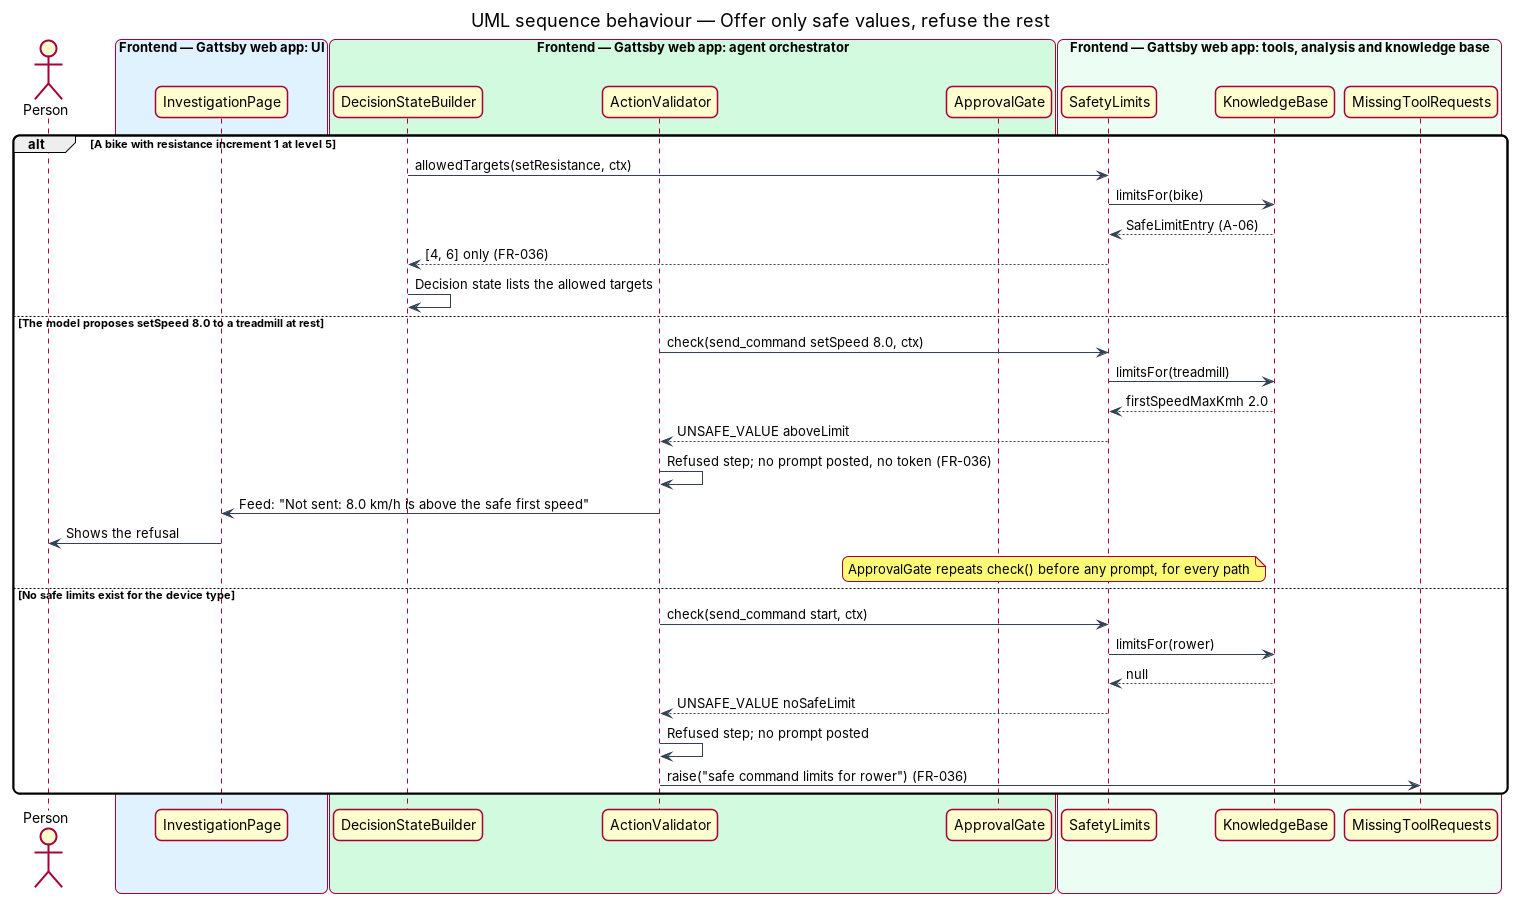 UML sequence behaviour — Offer only safe values, refuse the rest
Frontend — Gattsby web app: UI
Frontend — Gattsby web app: agent orchestrator
Frontend — Gattsby web app: tools, analysis and knowledge base
Person
InvestigationPage
DecisionStateBuilder
ActionValidator
ApprovalGate
SafetyLimits
KnowledgeBase
MissingToolRequests
alt
[A bike with resistance increment 1 at level 5]
allowedTargets(setResistance, ctx)
limitsFor(bike)
SafeLimitEntry (A-06)
[4, 6] only (FR-036)
Decision state lists the allowed targets
[The model proposes setSpeed 8.0 to a treadmill at rest]
check(send_command setSpeed 8.0, ctx)
limitsFor(treadmill)
firstSpeedMaxKmh 2.0
UNSAFE_VALUE aboveLimit
Refused step; no prompt posted, no token (FR-036)
Feed: "Not sent: 8.0 km/h is above the safe first speed"
Shows the refusal
ApprovalGate repeats check() before any prompt, for every path
[No safe limits exist for the device type]
check(send_command start, ctx)
limitsFor(rower)
null
UNSAFE_VALUE noSafeLimit
Refused step; no prompt posted
raise("safe command limits for rower") (FR-036)
Person
InvestigationPage
DecisionStateBuilder
ActionValidator
ApprovalGate
SafetyLimits
KnowledgeBase
MissingToolRequests